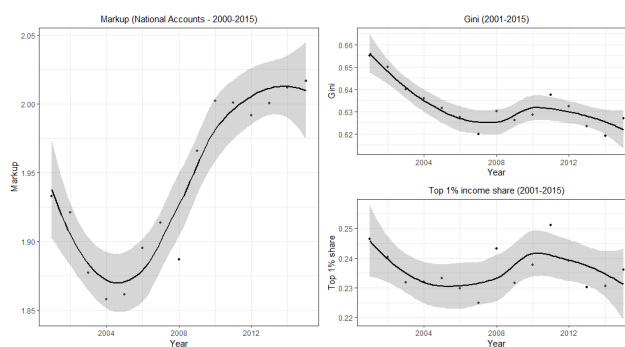 Markup (National Accounts - 2000-2015)
2.05
2.00
1.95
1.90
1.85
Markup
2004
2008
2012
Year
Gini (2001-2015)
0.66
0.65
0.64
0.63
0.62
Gini
2004
2008
2012
Year
Top 1% income share (2001-2015)
0.25
0.24
0.23
0.22
Top 1% share
2004
2008
2012
Year